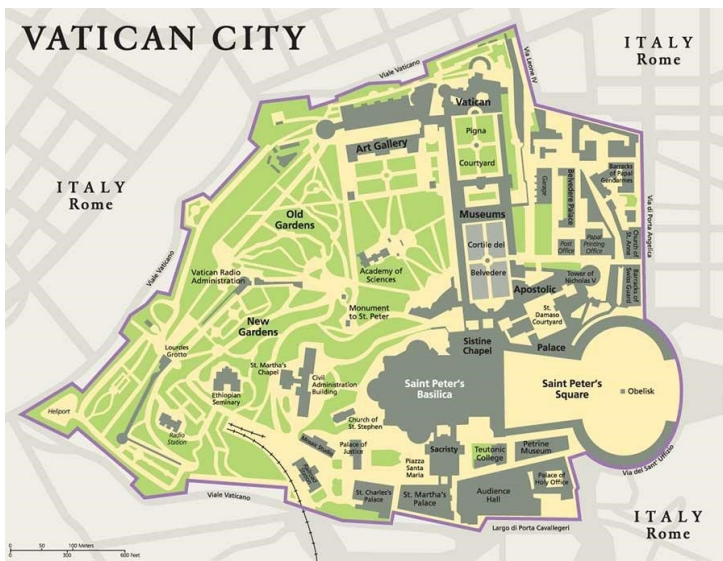 VATICAN CITY
ITALY
Rome
Viale Vaticano
Via Leone IV
Vatican
Pigna
Courtyard
Art Gallery
ITALY
Rome
Garage
Belvedere Palace
Barracks
of Papal
Gendarmes
Via di Porta Angelica
Old
Gardens
Museums
Cortile del
Belvedere
Post
Office
Papal
Printing
Office
Church of
St. Anne
Viale Vaticano
Vatican Radio
Administration
Academy of
Sciences
Apostolic
Tower of
Nicholas V
Barracks of
Swiss Guard
Monument
to St. Peter
New
Gardens
St.
Damaso
Courtyard
Palace
Sistine
Chapel
Lourdes
Grotto
St. Martha's
Chapel
Ethiopian
Seminary
Civil
Administration
Building
Saint Peter's
Basilica
Saint Peter's
Square
Obelisk
Heliport
Radio
Station
Church of
St. Stephen
Mosaic Studio
Palace of
Justice
Piazza
Santa
Maria
Sacristy
Teutonic
College
Petrine
Museum
Via del Sant' Uffizio
Palace of
Holy Office
Viale Vaticano
St. Charles's
Palace
St. Martha's
Palace
Audience
Hall
Largo di Porta Cavallegeri
ITALY
Rome
0 50 100 Meters
0 300 600 Feet